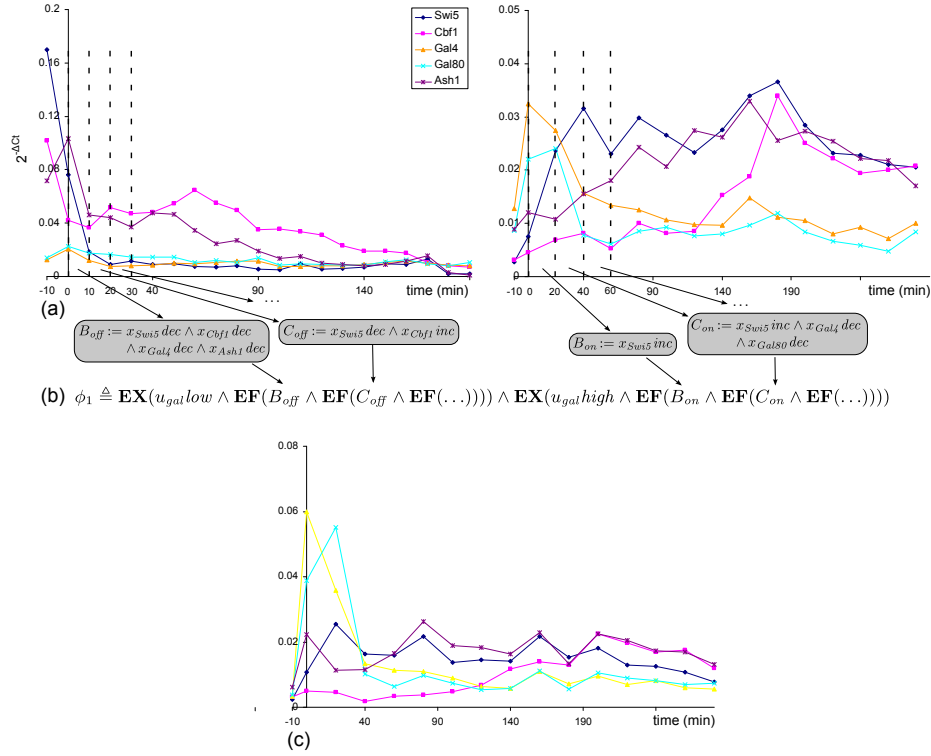 Swi5
Cbf1
Gal4
Gal80
Ash1
2^-ΔCt
0.2
0.16
0.12
0.08
0.04
0
-10 0 10 20 30 40 90 140 time (min)
0.05
0.04
0.03
0.02
0.01
0
-10 0 20 40 60 90 140 190 time (min)
(a)
...
...
B_off := x_Swi5 dec ∧ x_Cbf1 dec
∧ x_Gal4 dec ∧ x_Ash1 dec
C_off := x_Swi5 dec ∧ x_Cbf1 inc
B_on := x_Swi5 inc
C_on := x_Swi5 inc ∧ x_Gal4 dec
∧ x_Gal80 dec
(b) ϕ_1 ≜ EX(u_gal low ∧ EF(B_off ∧ EF(C_off ∧ EF(...)))) ∧ EX(u_gal high ∧ EF(B_on ∧ EF(C_on ∧ EF(...))))
0.08
0.06
0.04
0.02
0
-10 40 90 140 190 time (min)
(c)